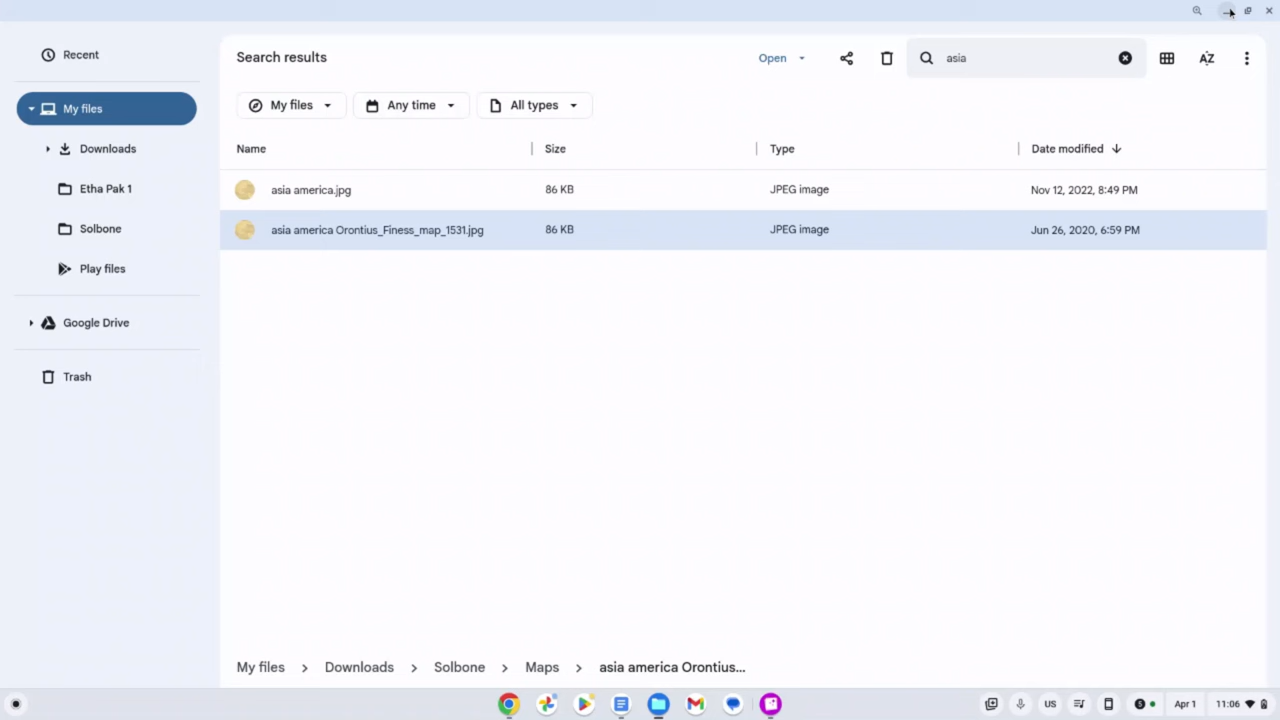 Recent
My files
Downloads
Etha Pak 1
Solbone
Play files
Google Drive
Trash
Search results
Open
asia
AZ
My files
Any time
All types
Name
Size
Type
Date modified
asia america.jpg
86 KB
JPEG image
Nov 12, 2022, 8:49 PM
asia america Orontius_Finess_map_1531.jpg
86 KB
JPEG image
Jun 26, 2020, 6:59 PM
My files > Downloads > Solbone > Maps > asia america Orontius...
US
Apr 1
11:06